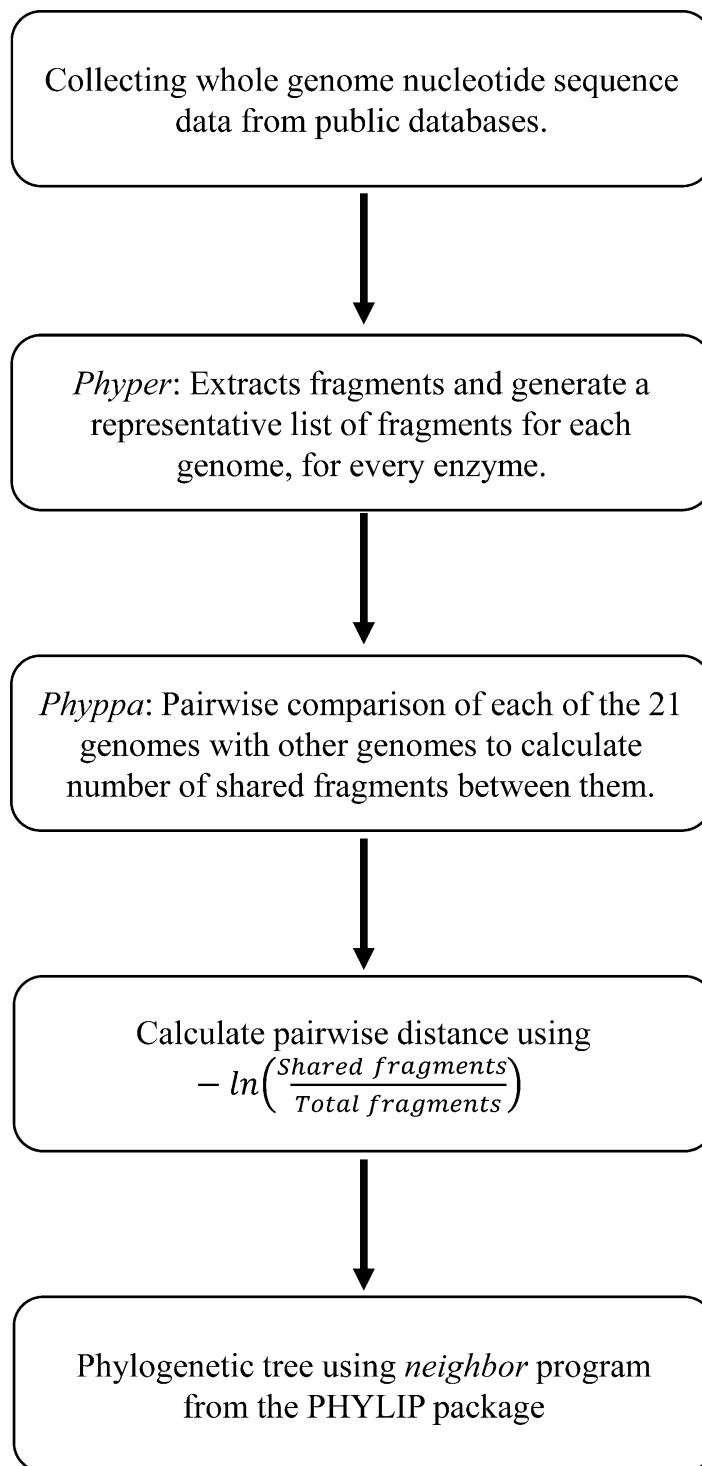 Collecting whole genome nucleotide sequence
data from public databases.
Phyper: Extracts fragments and generate a
representative list of fragments for each
genome, for every enzyme.
Phyppa: Pairwise comparison of each of the 21
genomes with other genomes to calculate
number of shared fragments between them.
Calculate pairwise distance using
− ln(Shared fragments/Total fragments)
Phylogenetic tree using neighbor program
from the PHYLIP package